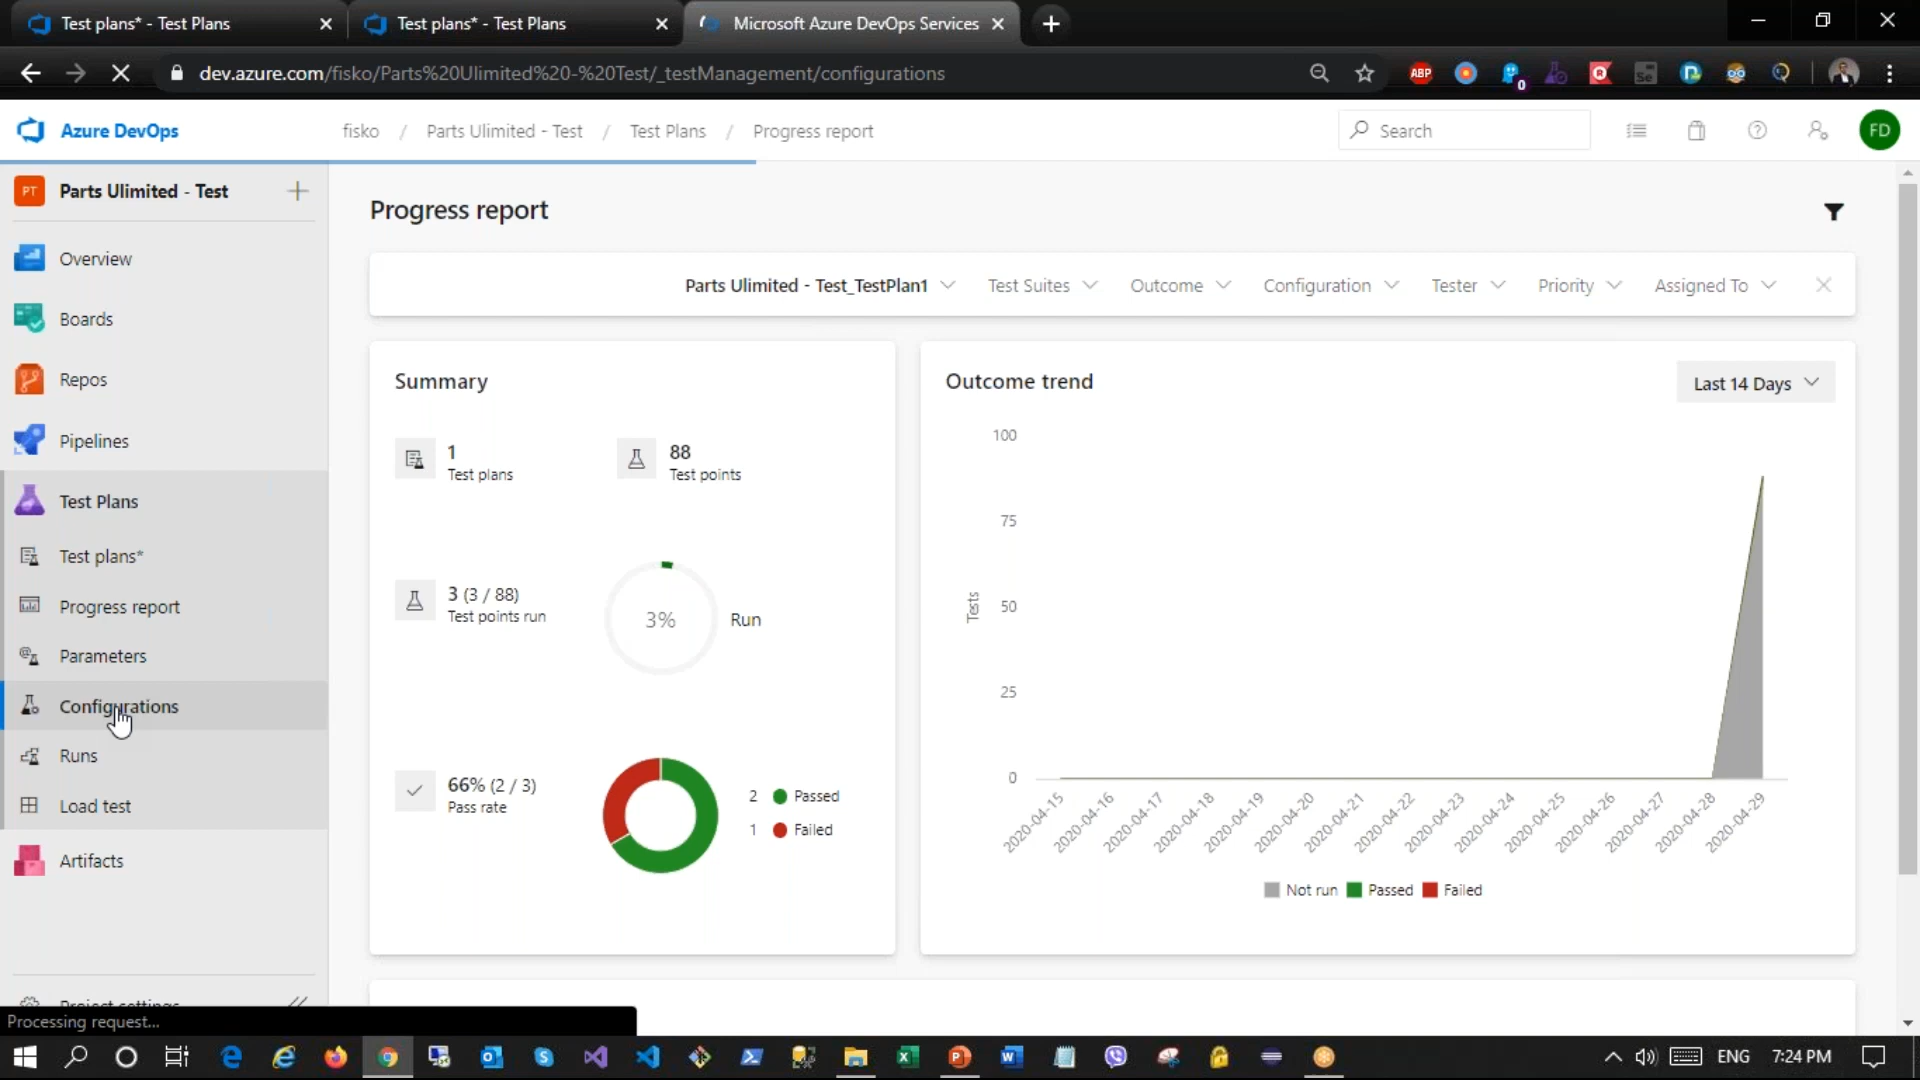 Test plans* - Test Plans
Test plans* - Test Plans
Microsoft Azure DevOps Services
dev.azure.com/fisko/Parts%20Ulimited%20-%20Test/_testManagement/configurations
ABP
0
Se
Azure DevOps
fisko / Parts Ulimited - Test / Test Plans / Progress report
Search
FD
PT
Parts Ulimited - Test
Overview
Boards
Repos
Pipelines
Test Plans
Test plans*
Progress report
Parameters
Configurations
Runs
Load test
Artifacts
Project settings
Processing request...
Progress report
Parts Ulimited - Test_TestPlan1
Test Suites
Outcome
Configuration
Tester
Priority
Assigned To
Summary
1
Test plans
88
Test points
3 (3 / 88)
Test points run
3%
Run
66% (2 / 3)
Pass rate
2 Passed
1 Failed
Outcome trend
Last 14 Days
100
75
50
25
0
Tests
2020-04-15
2020-04-16
2020-04-17
2020-04-18
2020-04-19
2020-04-20
2020-04-21
2020-04-22
2020-04-23
2020-04-24
2020-04-25
2020-04-26
2020-04-27
2020-04-28
2020-04-29
Not run Passed Failed
ENG
7:24 PM